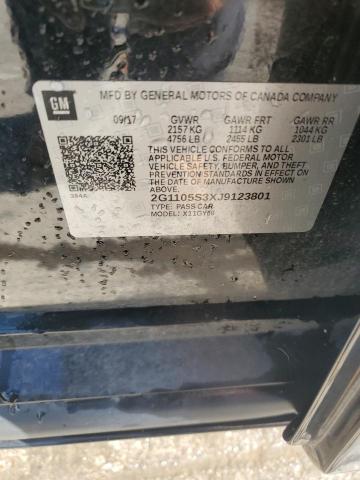 GM
MFD BY GENERAL MOTORS OF CANADA COMPANY
09/17 GVWR GAWR FRT GAWR RR
2157 KG 1114 KG 1044 KG
4756 LB 2455 LB 2301 LB
THIS VEHICLE CONFORMS TO ALL
APPLICABLE U.S. FEDERAL MOTOR
VEHICLE SAFETY, BUMPER, AND THEFT
PREVENTION STANDARDS IN EFFECT ON
THE DATE OF MANUFACTURE SHOWN ABOVE.
2G1105S3XJ9123801
TYPE: PASS CAR